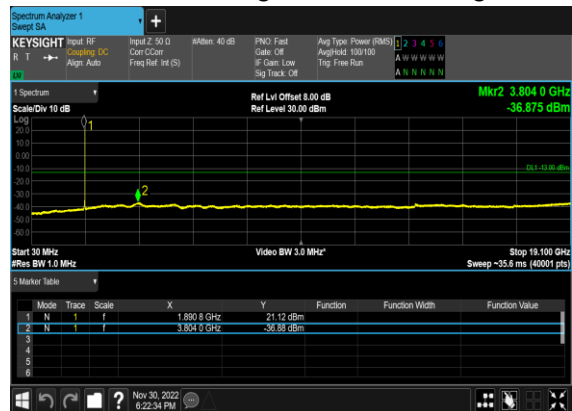 Spectrum Analyzer 1
Swept SA
+
KEYSIGHT Input: RF Input Z: 50 Ω #Atten: 40 dB PNO: Fast Avg Type: Power (RMS) 1 2 3 4 5 6
R T Coupling: DC Corr CCorr Gate: Off Avg|Hold: 100/100 A W W W W W
Align: Auto Freq Ref: Int (S) IF Gain: Low Trig: Free Run
LV Sig Track: Off A N N N N N
1 Spectrum Ref Lvl Offset 8.00 dB Mkr2 3.804 0 GHz
Scale/Div 10 dB Ref Level 30.00 dBm -36.875 dBm
Log
20.0
1
10.0
0.00
-10.0
DL1 -13.00 dBm
-20.0
-30.0
2
-40.0
-50.0
-60.0
Start 30 MHz Video BW 3.0 MHz* Stop 19.100 GHz
#Res BW 1.0 MHz Sweep ~35.6 ms (40001 pts)
5 Marker Table
Mode Trace Scale X Y Function Function Width Function Value
1 N 1 f 1.890 8 GHz 21.12 dBm
2 N 1 f 3.804 0 GHz -36.88 dBm
3
4
5
6
? Nov 30, 2022
6:22:34 PM